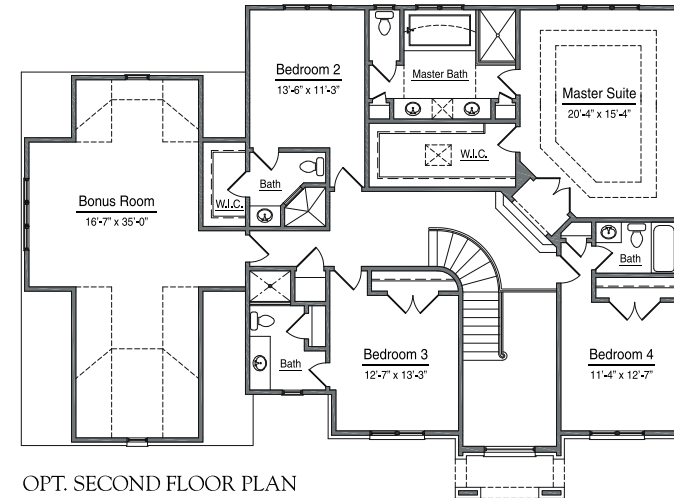 Bedroom 2
13'-6" x 11'-3"
Master Bath
Master Suite
20'-4" x 15'-4"
W.I.C.
Bath
W.I.C.
Bonus Room
16'-7" x 35'-0"
Bath
Bedroom 3
12'-7" x 13'-3"
Bath
Bedroom 4
11'-4" x 12'-7"
OPT. SECOND FLOOR PLAN